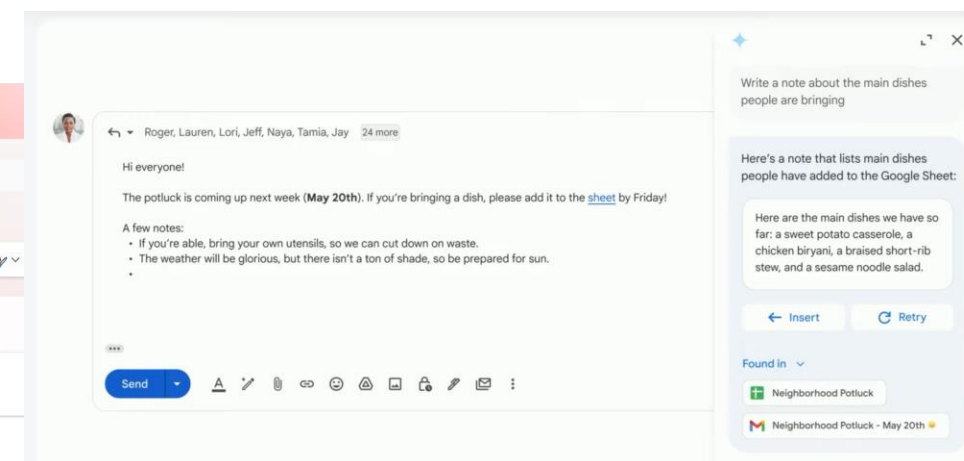 Roger, Lauren, Lori, Jeff, Naya, Tamia, Jay 24 more
Hi everyone!
The potluck is coming up next week (May 20th). If you're bringing a dish, please add it to the sheet by Friday!
A few notes:
• If you're able, bring your own utensils, so we can cut down on waste.
• The weather will be glorious, but there isn't a ton of shade, so be prepared for sun.
•
Send
Write a note about the main dishes
people are bringing
Here's a note that lists main dishes
people have added to the Google Sheet:
Here are the main dishes we have so
far: a sweet potato casserole, a
chicken biryani, a braised short-rib
stew, and a sesame noodle salad.
Insert Retry
Found in
Neighborhood Potluck
Neighborhood Potluck - May 20th